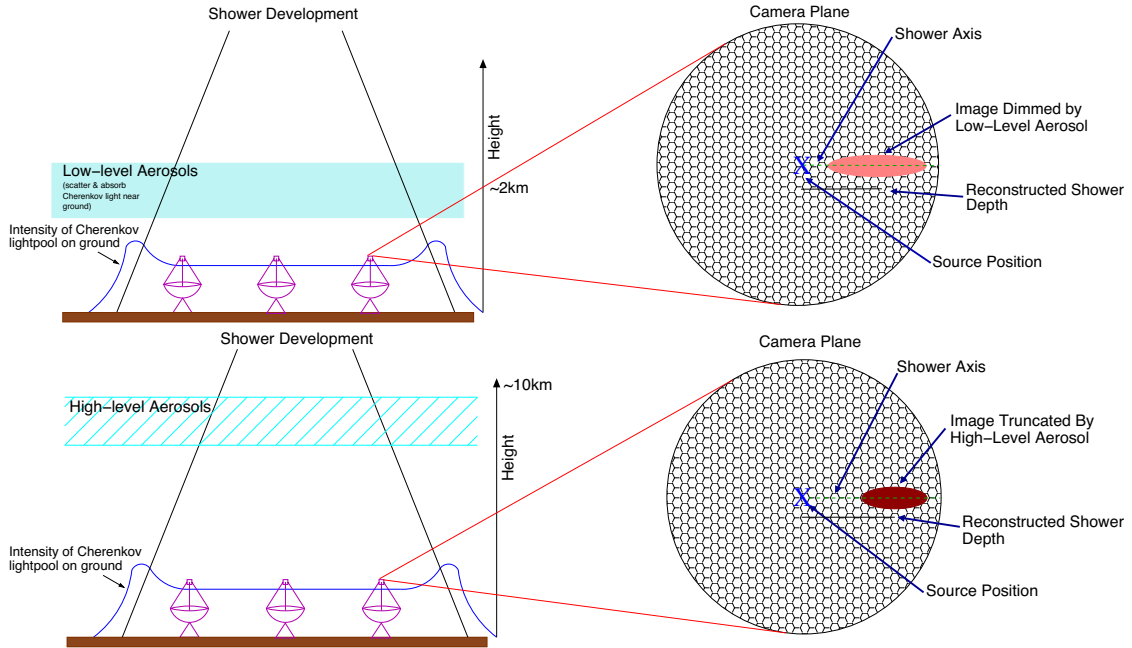 Shower Development
Height
Low−level Aerosols
(scatter & absorb
Cherenkov light near
ground)
~2km
Intensity of Cherenkov
lightpool on ground
Camera Plane
Shower Axis
Image Dimmed by
Low−Level Aerosol
X
Reconstructed Shower
Depth
Source Position
Shower Development
~10km
High−level Aerosols
Height
Intensity of Cherenkov
lightpool on ground
Camera Plane
Shower Axis
Image Truncated By
High−Level Aerosol
X
Reconstructed Shower
Depth
Source Position